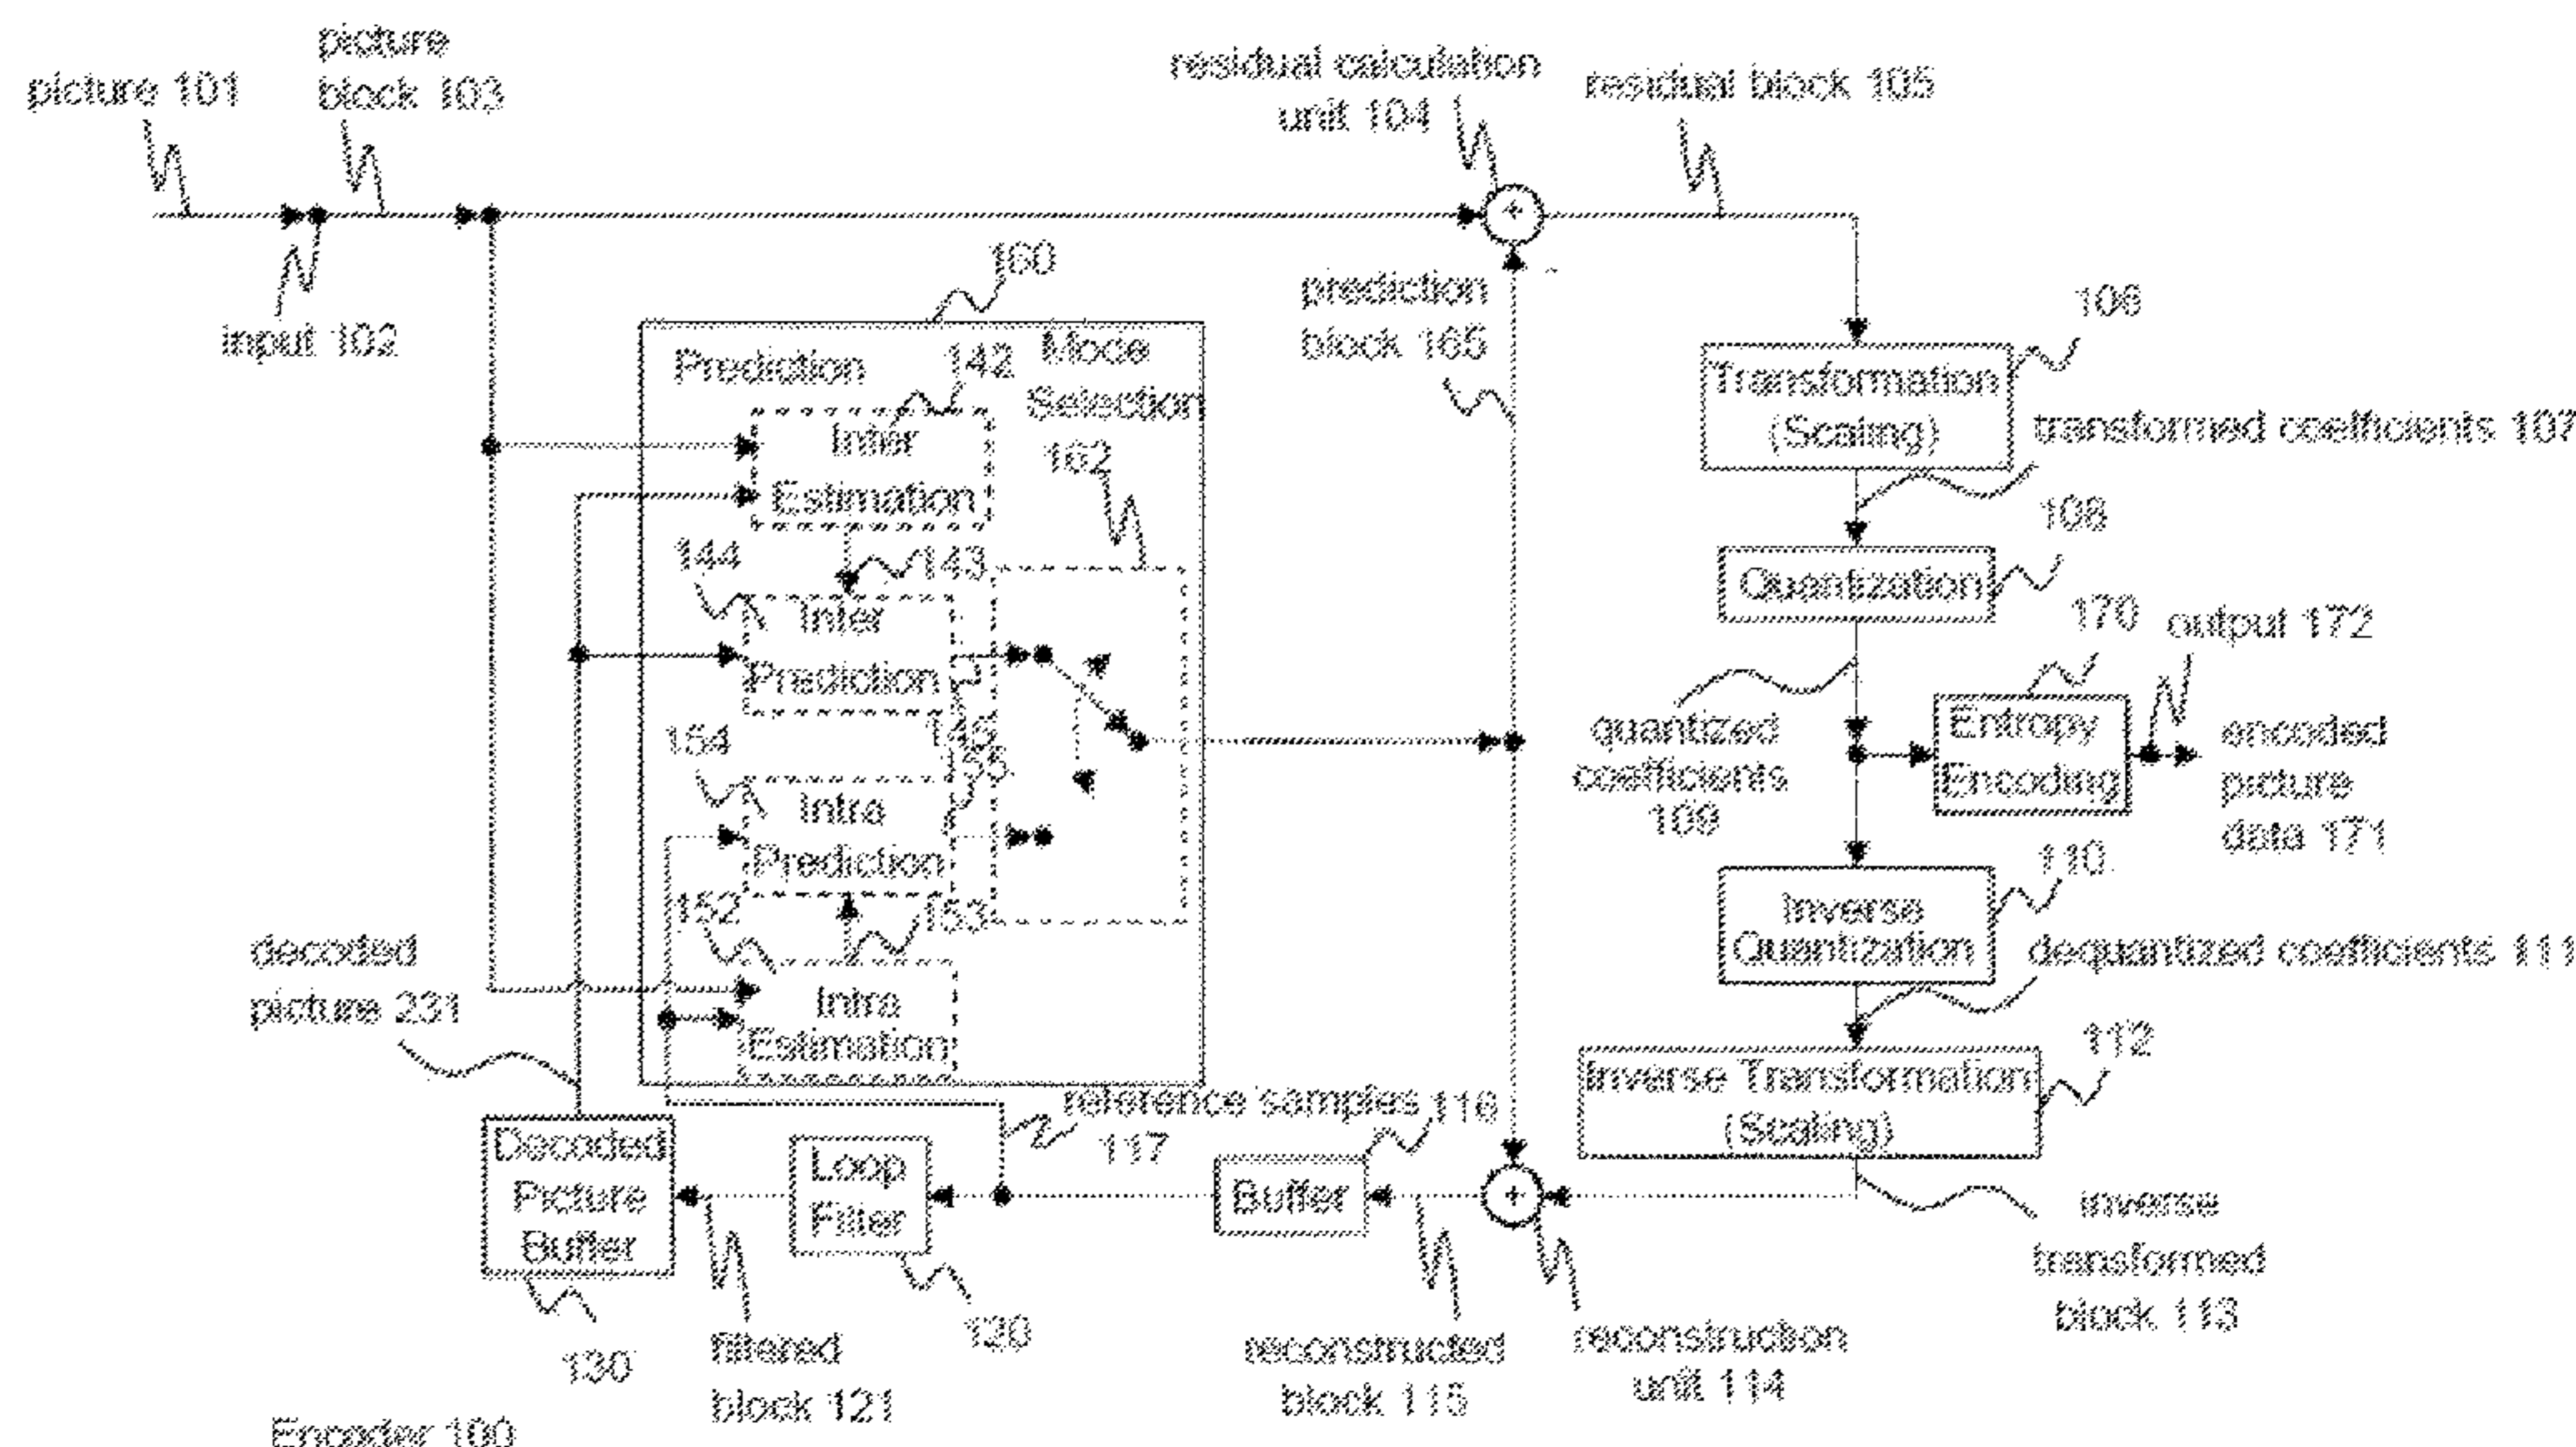 picture 101
picture
block 103
input 102
residual calculation
unit 104
residual block 105
160
prediction
block 165
106
Prediction
142
Mode
Selection
162
Transformation
(Scaling)
transformed coefficients 107
Inter
Estimation
108
144
143
Quantization
Inter
Prediction
170
output 172
145
quantized
coefficients
109
Entropy
Encoding
encoded
picture
data 171
154
155
Intra
Prediction
110
Inverse
Quantization
dequantized coefficients 111
152
153
decoded
picture 231
Intra
Estimation
112
Inverse Transformation
(Scaling)
reference samples
117
116
Decoded
Picture
Buffer
Loop
Filter
Buffer
+
inverse
transformed
block 113
130
filtered
block 121
120
reconstructed
block 115
reconstruction
unit 114
Encoder 100